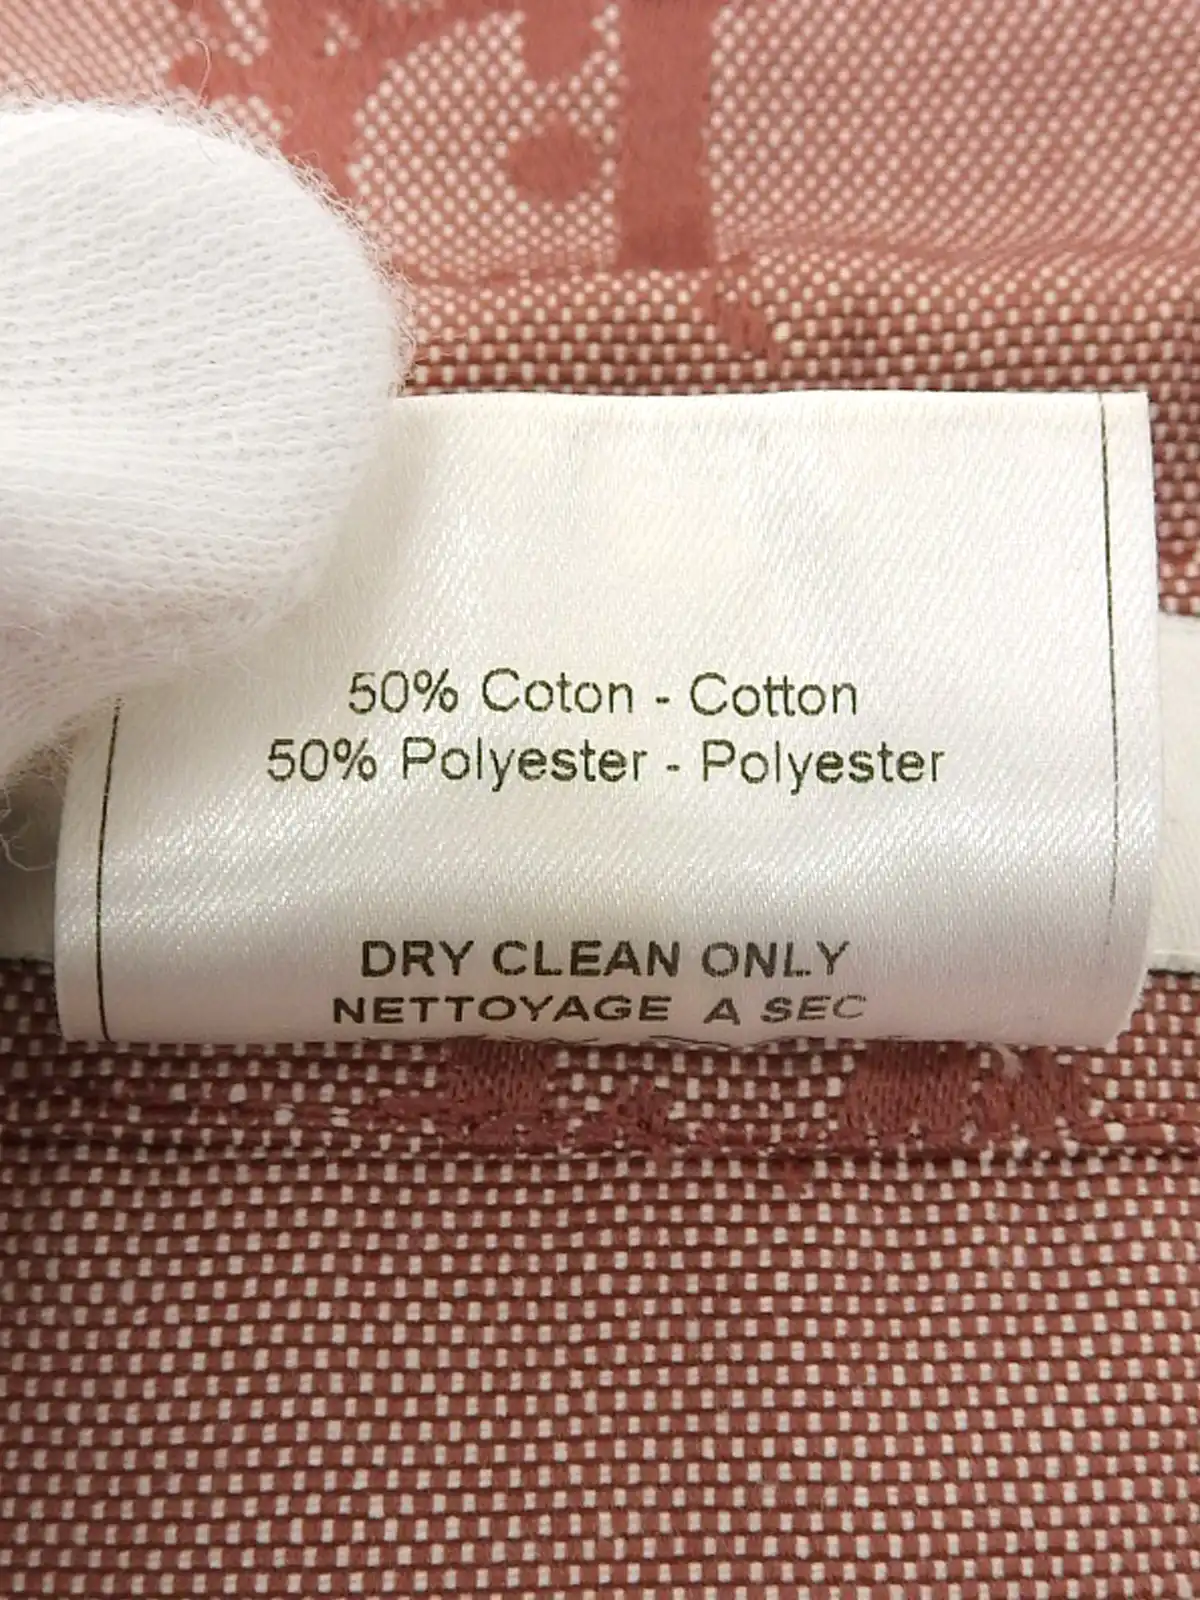 50% Coton - Cotton
50% Polyester - Polyester
DRY CLEAN ONLY
NETTOYAGE A SEC